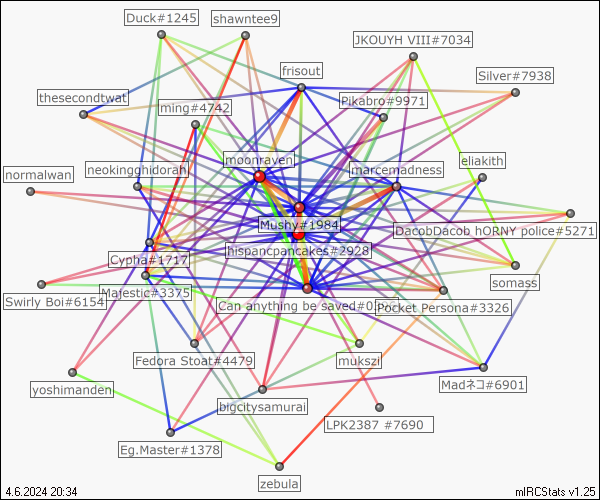 Duck#1245
shawntee9
JKOUYH VIII#7034
frisout
Silver#7938
thesecondtwat
ming#4742
Pikabro#9971
moonraven
eliakith
normalwan
neokingghidorah
marcemadness
Mushy#1984
DacobDacob hORNY police#5271
hispancpancakes#2928
Cypha#1717
somass
Swirly Boi#6154
Majestic#3375
Can anything be saved#0
Pocket Persona#3326
Fedora Stoat#4479
mukszi
yoshimanden
Madネコ#6901
bigcitysamurai
LPK2387 #7690
Eg.Master#1378
zebula
4.6.2024 20:34
mIRCStats v1.25